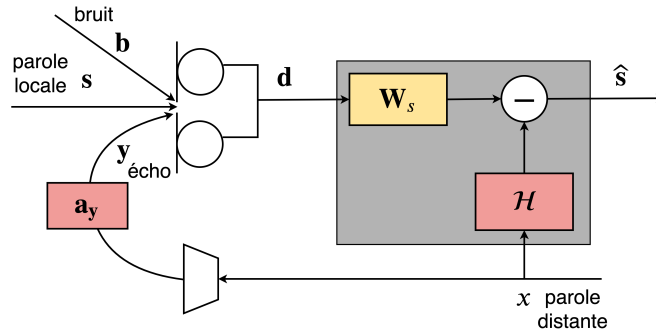 bruit
b
parole
locale s
d
W_s
−
ŝ
y
écho
a_y
ℋ
x parole
distante